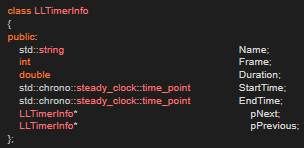 class LLTimerInfo
{
public:
std::string Name;
int Frame;
double Duration;
std::chrono::steady_clock::time_point StartTime;
std::chrono::steady_clock::time_point EndTime;
LLTimerInfo* pNext;
LLTimerInfo* pPrevious;
};